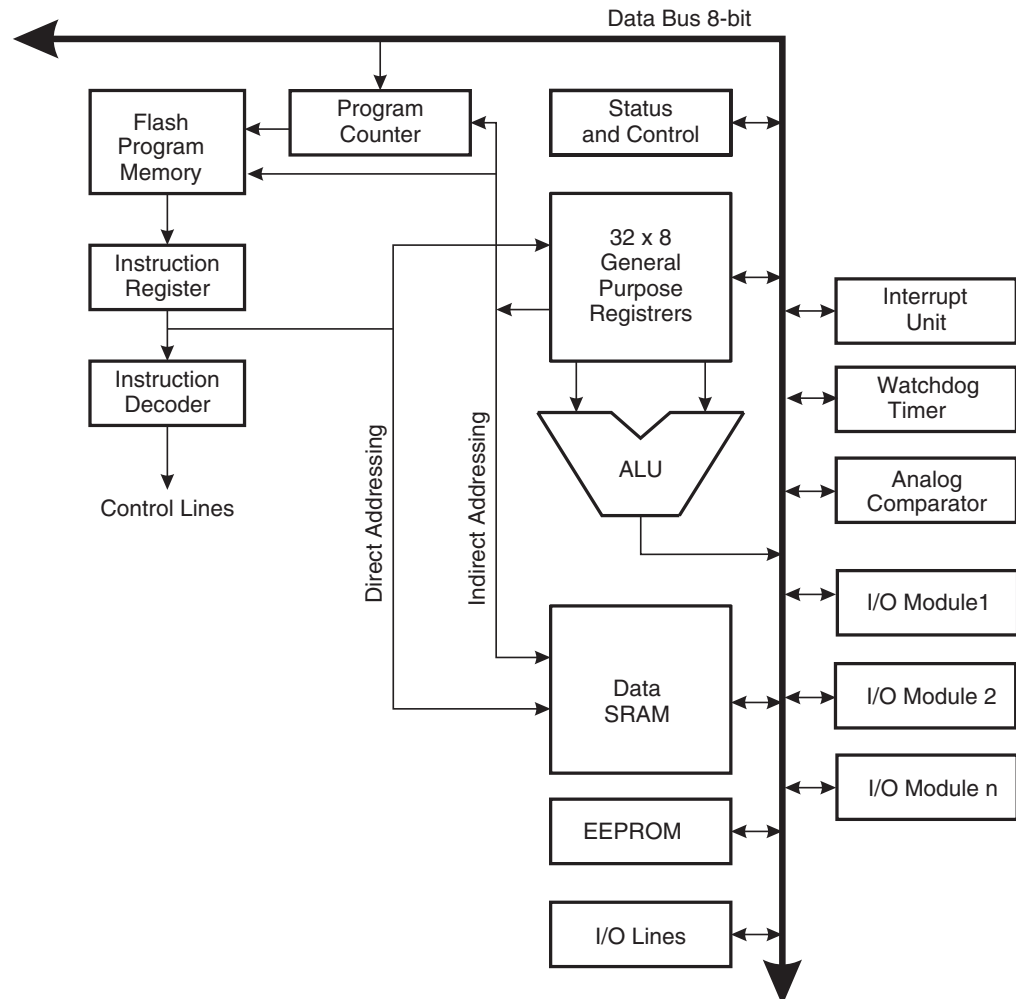 Data Bus 8-bit
Flash
Program
Memory
Program
Counter
Status
and Control
32 x 8
General
Purpose
Registrers
Instruction
Register
Instruction
Decoder
Control Lines
Direct Addressing
Indirect Addressing
ALU
Interrupt
Unit
Watchdog
Timer
Analog
Comparator
I/O Module1
Data
SRAM
I/O Module 2
I/O Module n
EEPROM
I/O Lines